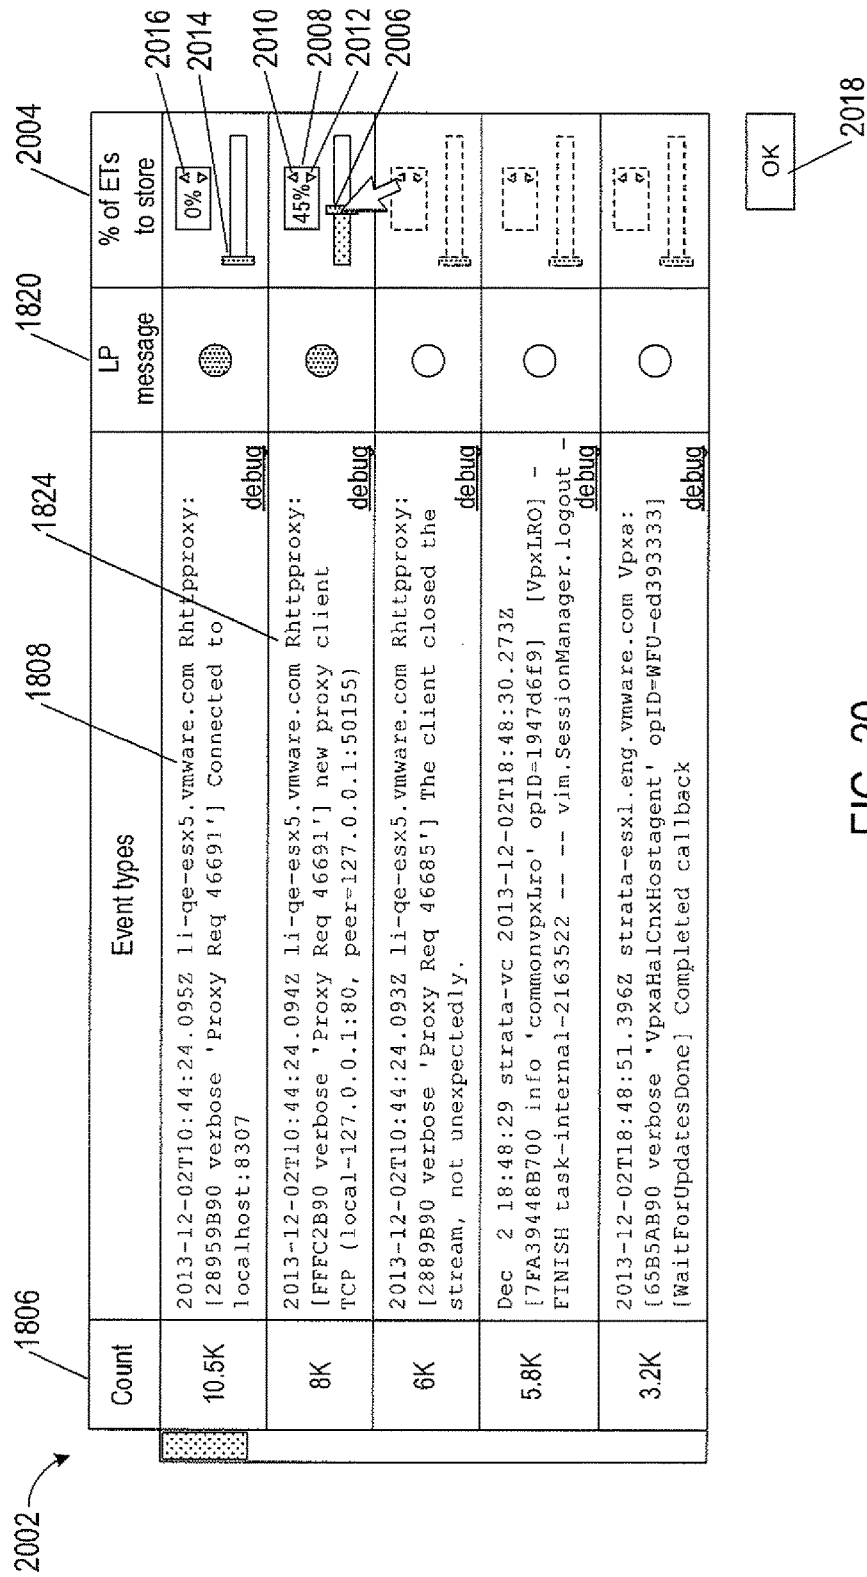 2002
1806
1808
1824
1820
2004
Count
Event types
LP
message
% of ETs
to store
10.5K
2013-12-02T10:44:24.095Z li-qe-esx5.vmware.com Rhttpproxy:
[28959B90 verbose 'Proxy Req 46691'] Connected to
localhost:8307
debug
0%
2016
2014
8K
2013-12-02T10:44:24.094Z li-qe-esx5.vmware.com Rhttpproxy:
[FFFC2B90 verbose 'Proxy Req 46691'] new proxy client
TCP (local-127.0.0.1:80, peer=127.0.0.1:50155)
debug
45%
2010
2008
2012
2006
6K
2013-12-02T10:44:24.093Z li-qe-esx5.vmware.com Rhttpproxy:
[2889B90 verbose 'Proxy Req 46685'] The client closed the
stream, not unexpectedly.
debug
5.8K
Dec 2 18:48:29 strata-vc 2013-12-02T18:48:30.273Z
[7FA39448B700 info 'commonvpxLro' opID=1947d6f9] [VpxLRO] -
FINISH task-internal-2163522 -- -- vim.SessionManager.logout -
debug
3.2K
2013-12-02T18:48:51.396Z strata-esx1.eng.vmware.com Vpxa:
[65B5AB90 verbose 'VpxaHalCnxHostagent' opID=WFU-ed393333]
[WaitForUpdatesDone] Completed callback
debug
OK
2018
FIG. 20